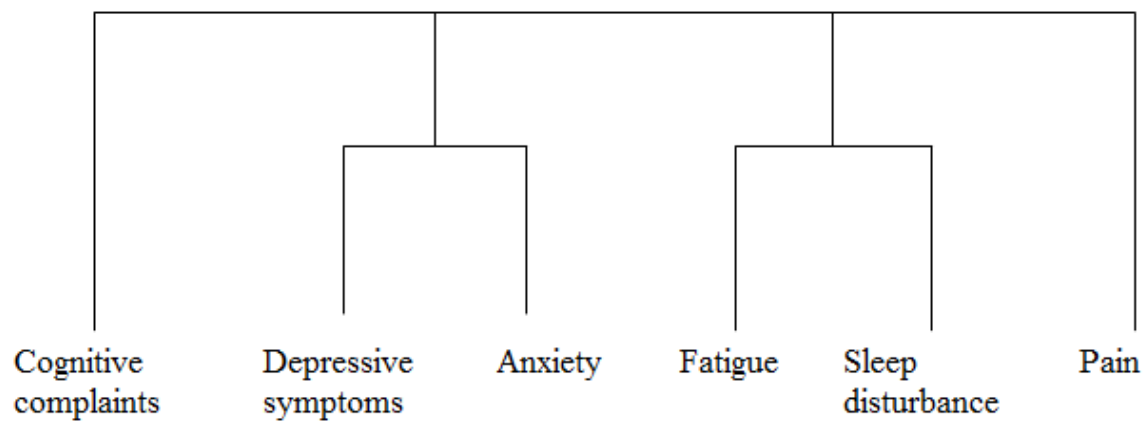 Cognitive complaints
Depressive symptoms
Anxiety
Fatigue
Sleep disturbance
Pain